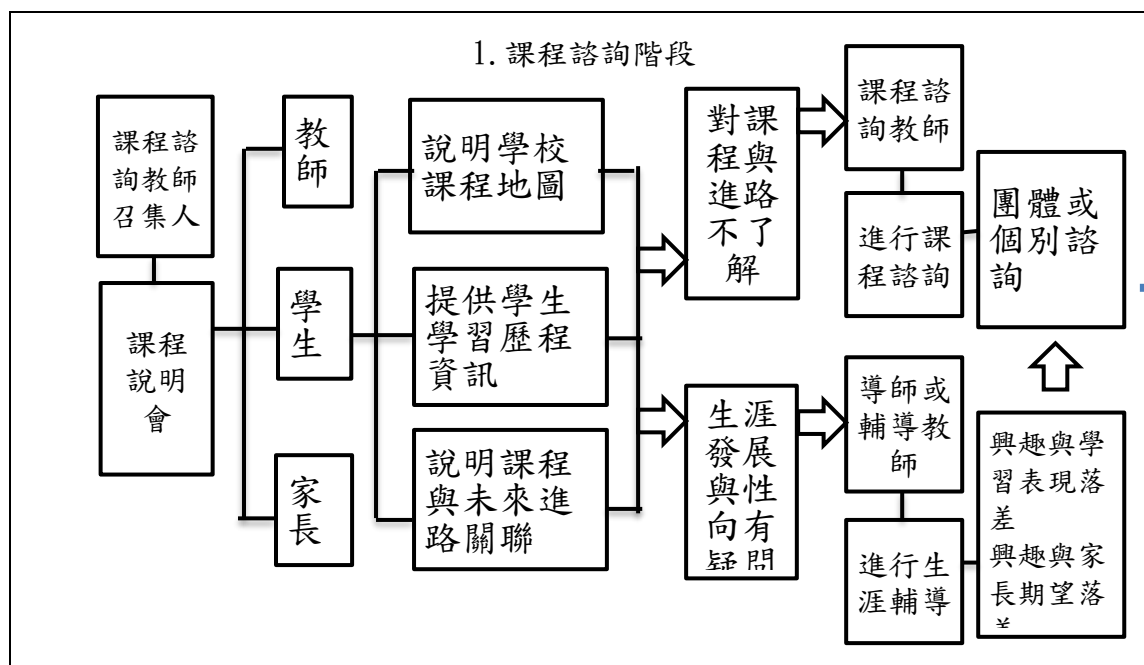 1.課程諮詢階段
課程諮
詢教師
召集人
課程
說明
會
教
師
學
生
家
長
說明學校
課程地圖
提供學生
學習歷程
資訊
說明課程
與未來進
路關聯
對課
程與
進路
不了
解
生涯
發展
與性
向有
疑問
課程諮
詢教師
進行課
程諮詢
團體或
個別諮
詢
導師或
輔導教
師
進行生
涯輔導
興趣與學
習表現落
差
興趣與家
長期望落
差